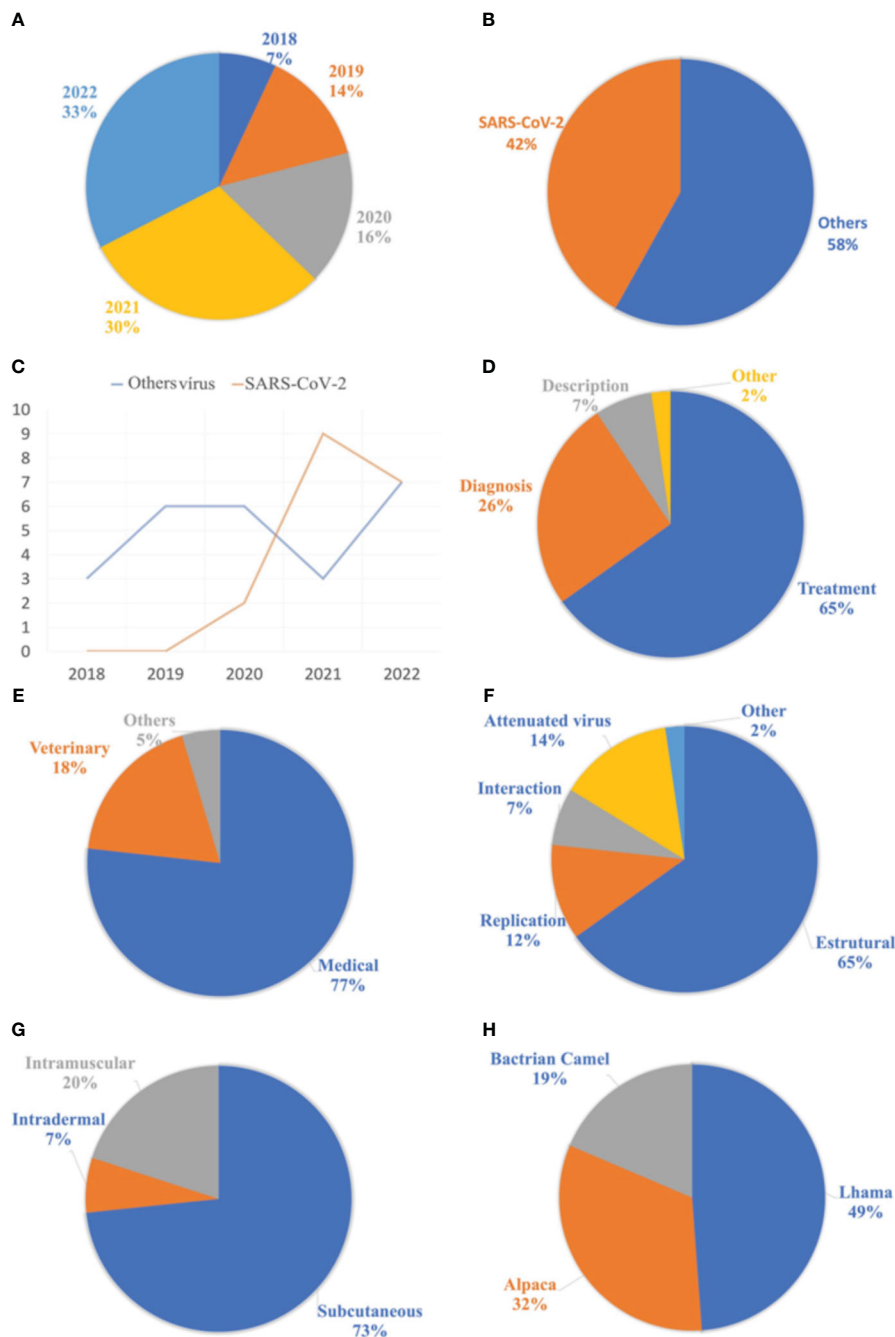 A
2018
7%
2019
14%
2022
33%
2020
16%
2021
30%
B
SARS-CoV-2
42%
Others
58%
C
Others vírus
SARS-CoV-2
10
9
8
7
6
5
4
3
2
1
0
2018 2019 2020 2021 2022
D
Description
7%
Other
2%
Diagnosis
26%
Treatment
65%
E
Others
5%
Veterinary
18%
Medical
77%
F
Attenuated virus
14%
Other
2%
Interaction
7%
Replication
12%
Estrutural
65%
G
Intramuscular
20%
Intradermal
7%
Subcutaneous
73%
H
Bactrian Camel
19%
Lhama
49%
Alpaca
32%